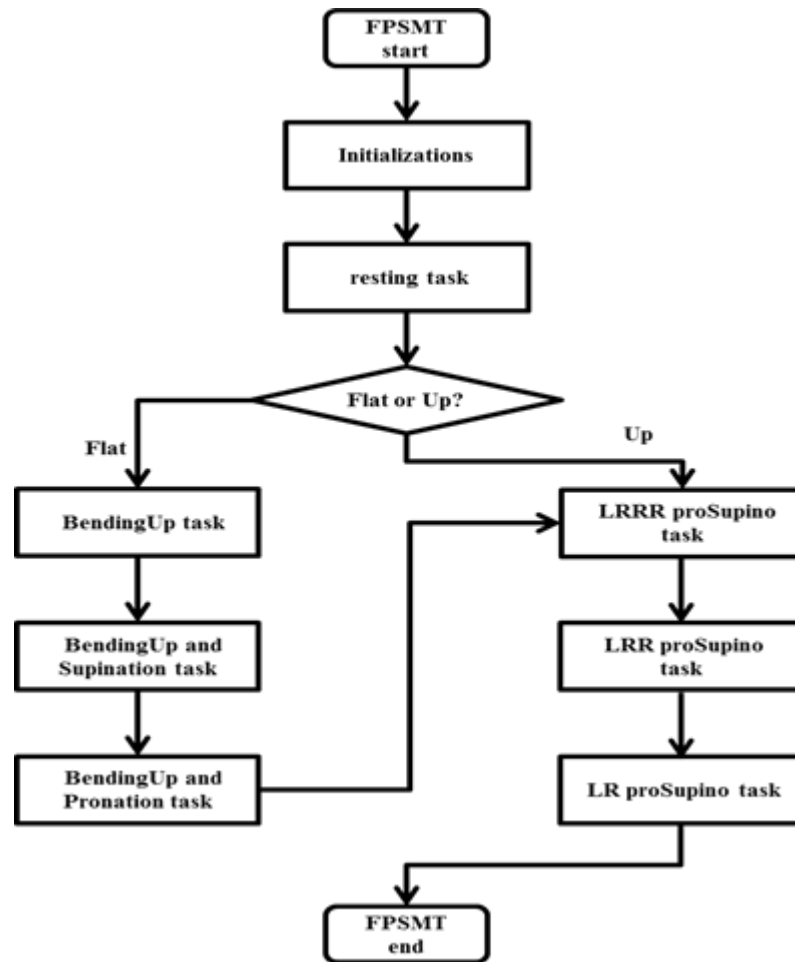 FPSMT
start
Initializations
resting task
Flat or Up?
Flat
Up
BendingUp task
BendingUp and
Supination task
BendingUp and
Pronation task
LRRR proSupino
task
LRR proSupino
task
LR proSupino task
FPSMT
end